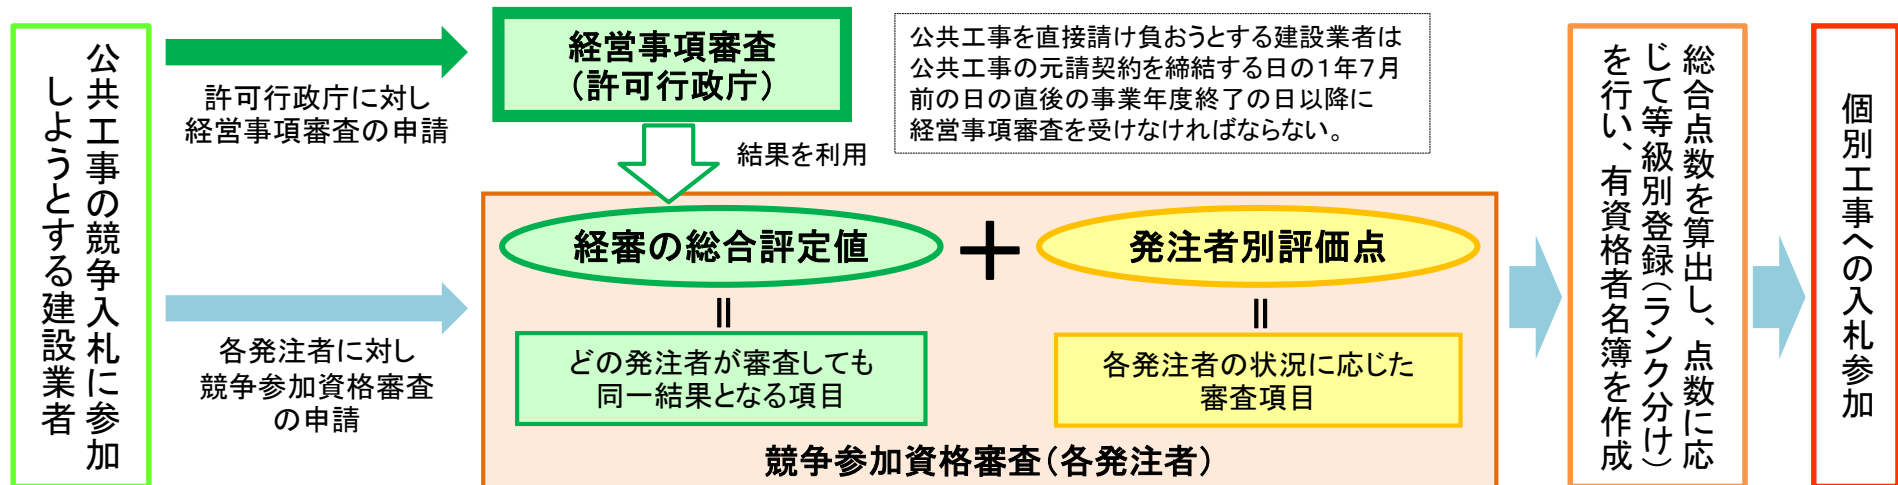 公共工事の競争入札に参加
しようとする建設業者
許可行政庁に対し
経営事項審査の申請
各発注者に対し
競争参加資格審査
の申請
経営事項審査
（許可行政庁）
結果を利用
公共工事を直接請け負おうとする建設業者は
公共工事の元請契約を締結する日の１年７月
前の日の直後の事業年度終了の日以降に
経営事項審査を受けなければならない。
経審の総合評定値
＋
発注者別評価点
＝
＝
どの発注者が審査しても
同一結果となる項目
各発注者の状況に応じた
審査項目
競争参加資格審査（各発注者）
総合点数を算出し、点数に応
じて等級別登録（ランク分け）
を行い、有資格者名簿を作成
個別工事への入札参加